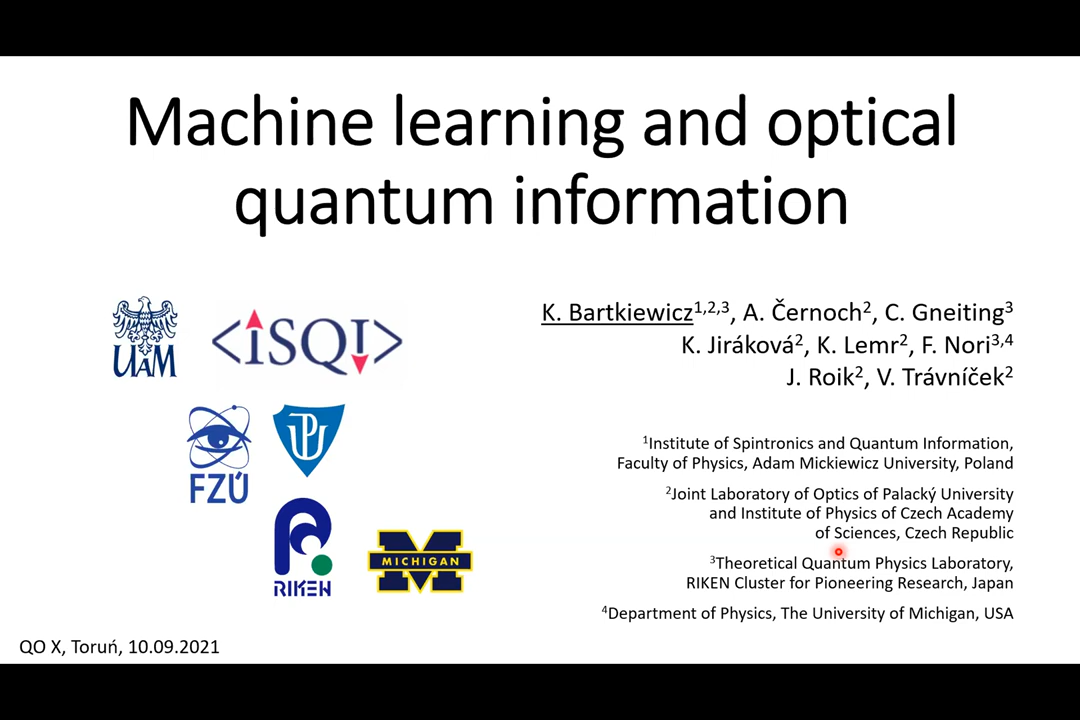 Machine learning and optical
quantum information
UAM
<iSQI>
FZÚ
UP
RIKEN
MICHIGAN
K. Bartkiewicz1,2,3, A. Černoch2, C. Gneiting3
K. Jiráková2, K. Lemr2, F. Nori3,4
J. Roik2, V. Trávníček2
1Institute of Spintronics and Quantum Information,
Faculty of Physics, Adam Mickiewicz University, Poland
2Joint Laboratory of Optics of Palacký University
and Institute of Physics of Czech Academy
of Sciences, Czech Republic
3Theoretical Quantum Physics Laboratory,
RIKEN Cluster for Pioneering Research, Japan
4Department of Physics, The University of Michigan, USA
QO X, Toruń, 10.09.2021